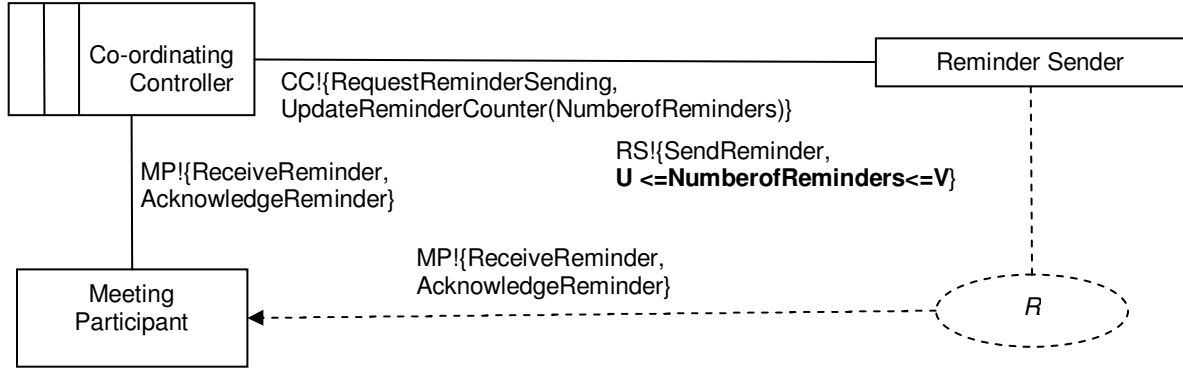 Co-ordinating
Controller
Reminder Sender
CC!{RequestReminderSending,
UpdateReminderCounter(NumberofReminders)}
RS!{SendReminder,
U <=NumberofReminders<=V}
MP!{ReceiveReminder,
AcknowledgeReminder}
MP!{ReceiveReminder,
AcknowledgeReminder}
Meeting
Participant
R